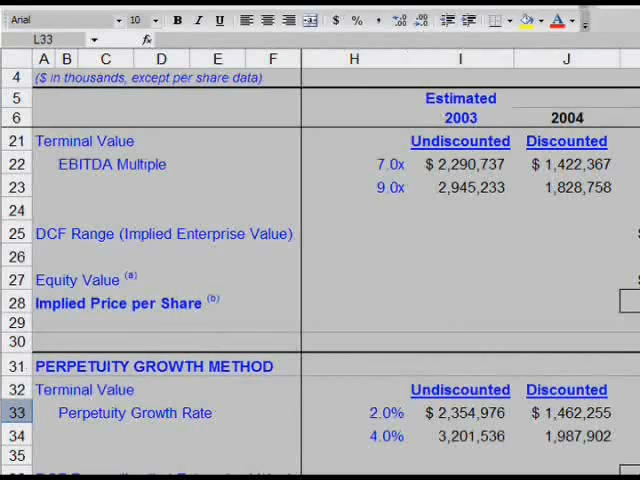 Arial 10 B I U $ % ,
L33 fx
A B C D E F H I J
4 ($ in thousands, except per share data)
5 Estimated
6 2003 2004
21 Terminal Value Undiscounted Discounted
22 EBITDA Multiple 7.0x $ 2,290,737 $ 1,422,367
23 9.0x 2,945,233 1,828,758
24
25 DCF Range (Implied Enterprise Value)
26
27 Equity Value (a)
28 Implied Price per Share (b)
29
30
31 PERPETUITY GROWTH METHOD
32 Terminal Value Undiscounted Discounted
33 Perpetuity Growth Rate 2.0% $ 2,354,976 $ 1,462,255
34 4.0% 3,201,536 1,987,902
35